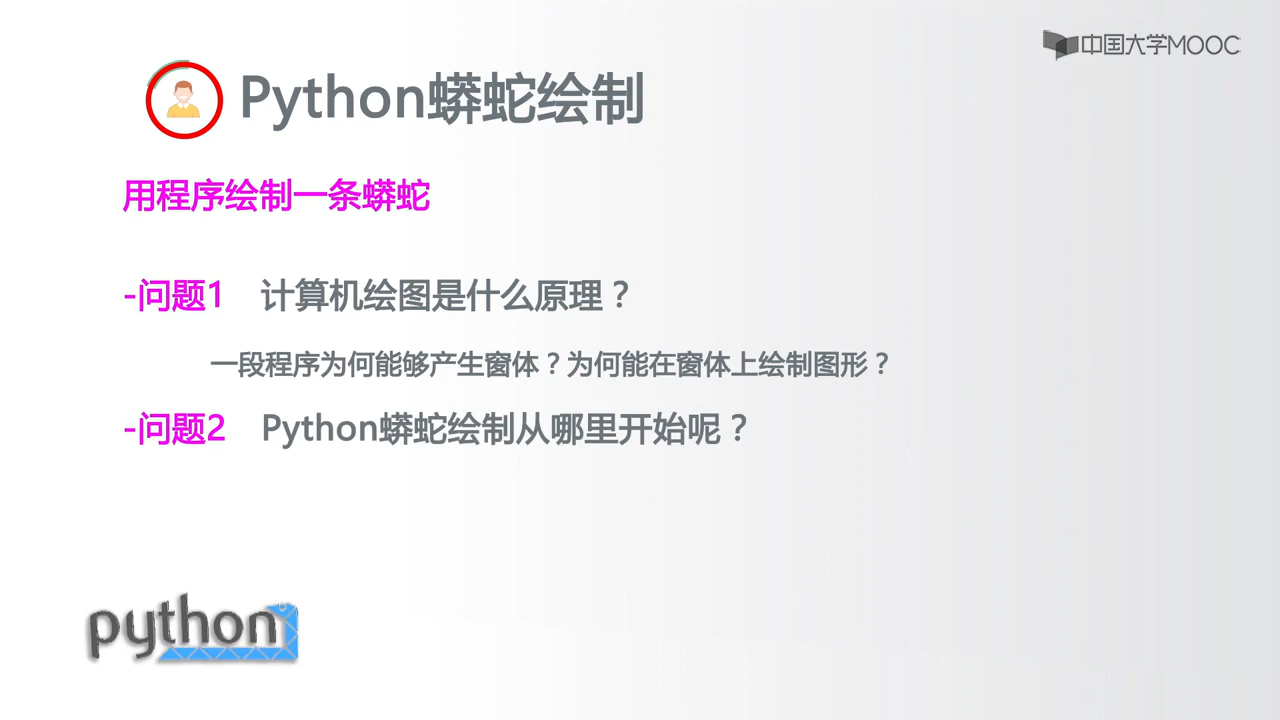 中国大学MOOC
Python蟒蛇绘制
用程序绘制一条蟒蛇
-问题1 计算机绘图是什么原理？
一段程序为何能够产生窗体？为何能在窗体上绘制图形？
-问题2 Python蟒蛇绘制从哪里开始呢？
python